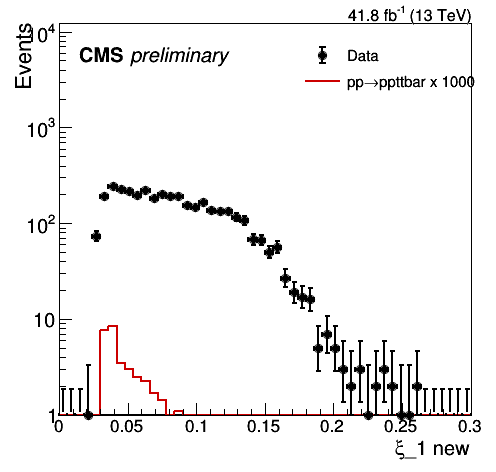 41.8 fb⁻¹ (13 TeV)
Events
CMS preliminary
Data
pp→ppttbar x 1000
10⁴
10³
10²
10
1
0 0.05 0.1 0.15 0.2 0.25 0.3
ξ_1 new